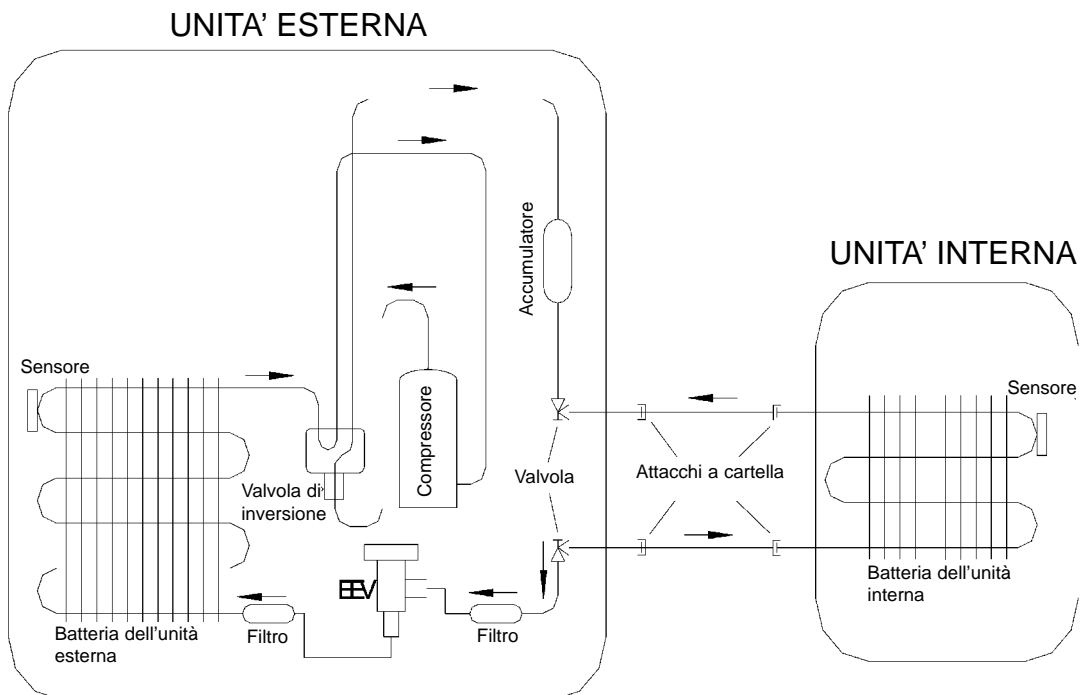 UNITA' ESTERNA
Accumulatore
UNITA' INTERNA
Sensore
Sensore
Compressore
Valvola di
inversione
Valvola
Attacchi a cartella
EEV
Batteria dell'unità
interna
Batteria dell'unità
esterna
Filtro
Filtro